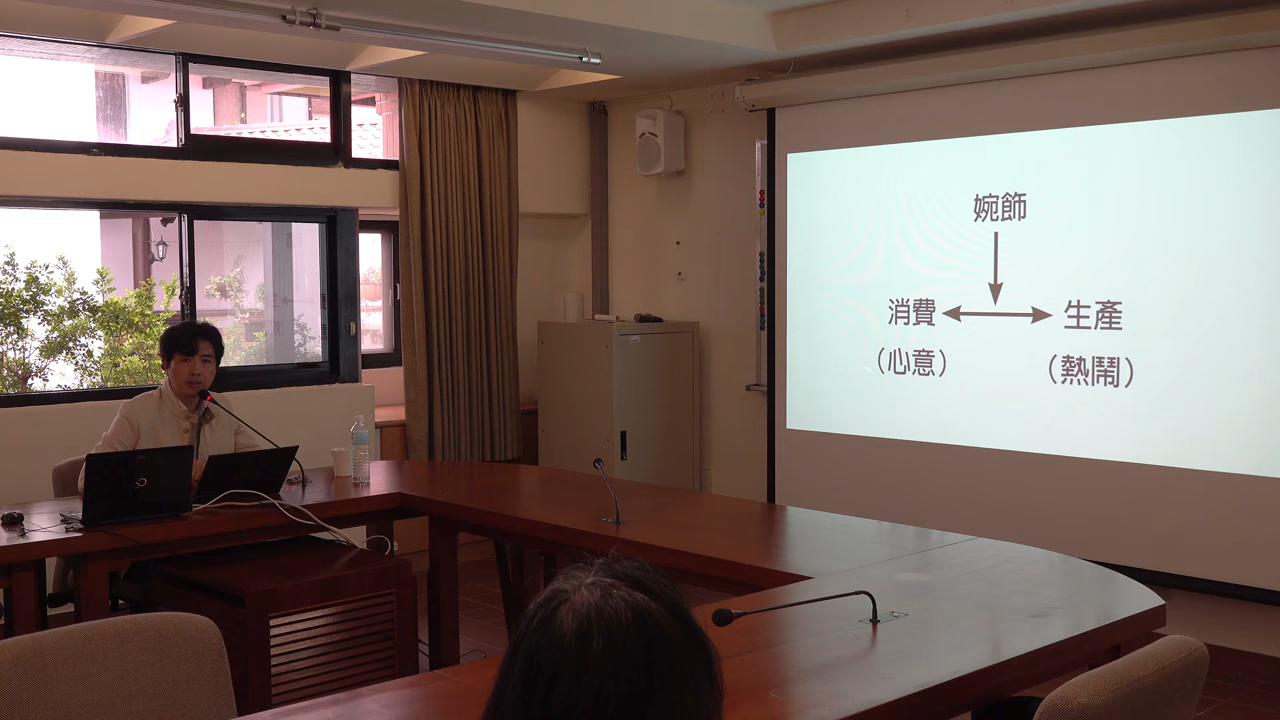 婉飾
消費 生產
（心意） （熱鬧）